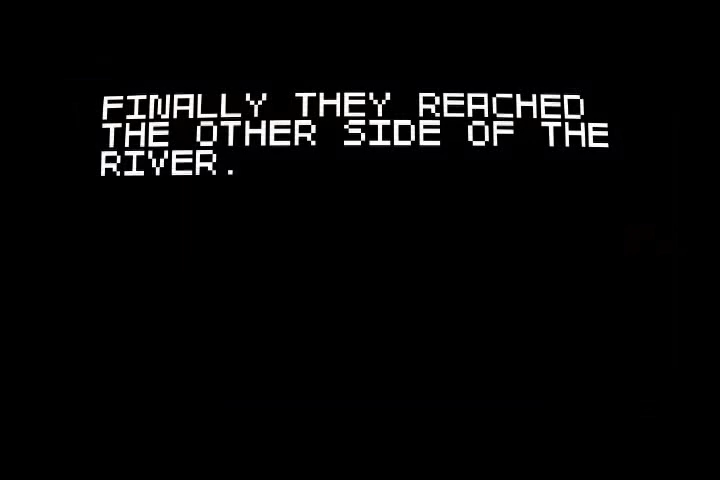 FINALLY THEY REACHED
THE OTHER SIDE OF THE
RIVER.